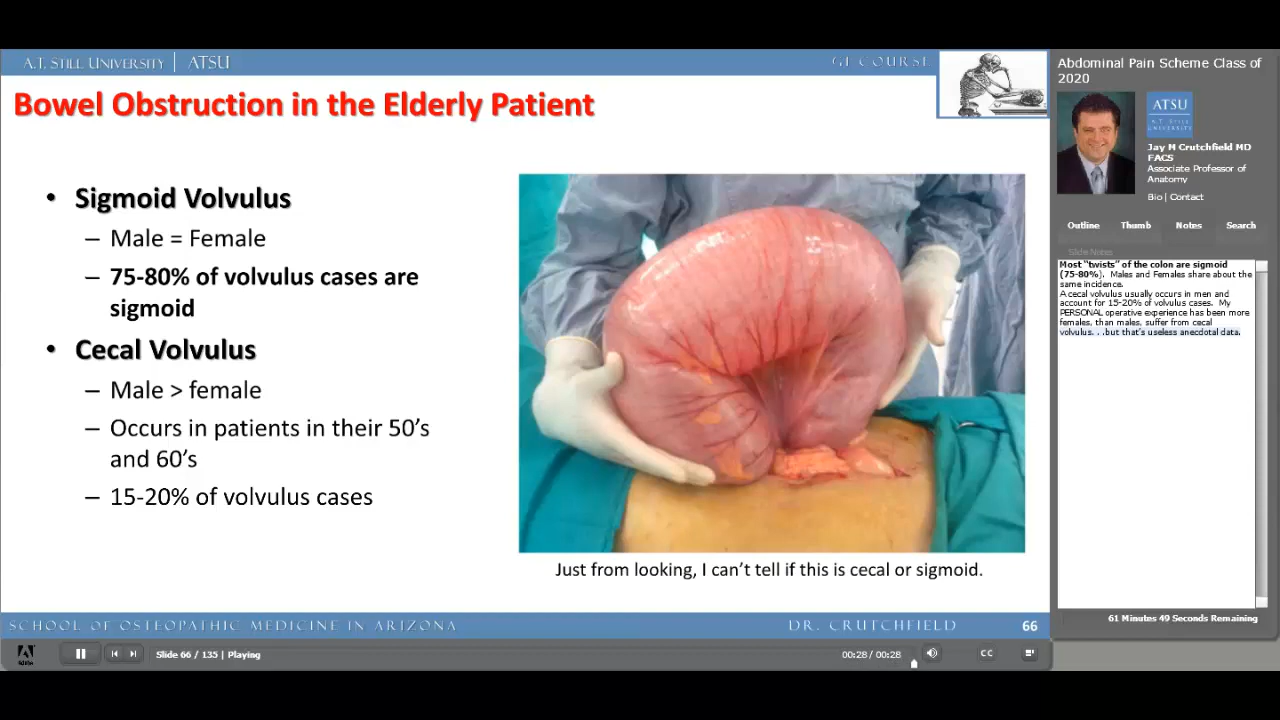 A.T. STILL UNIVERSITY | ATSU
GI COURSE
Bowel Obstruction in the Elderly Patient
• Sigmoid Volvulus
– Male = Female
– 75-80% of volvulus cases are
sigmoid
• Cecal Volvulus
– Male > female
– Occurs in patients in their 50's
and 60's
– 15-20% of volvulus cases
Just from looking, I can't tell if this is cecal or sigmoid.
SCHOOL OF OSTEOPATHIC MEDICINE IN ARIZONA
DR. CRUTCHFIELD
66
Slide 66 / 135 | Playing
00:28 / 00:28
CC
Abdominal Pain Scheme Class of
2020
ATSU
A.T. STILL
UNIVERSITY
Jay M Crutchfield MD
FACS
Associate Professor of
Anatomy
Bio | Contact
Outline
Thumb
Notes
Search
Slide Notes
Most "twists" of the colon are sigmoid
(75-80%). Males and Females share about the
same incidence.
A cecal volvulus usually occurs in men and
account for 15-20% of volvulus cases. My
PERSONAL operative experience has been more
females, than males, suffer from cecal
volvulus. . .but that's useless anecdotal data.
61 Minutes 49 Seconds Remaining